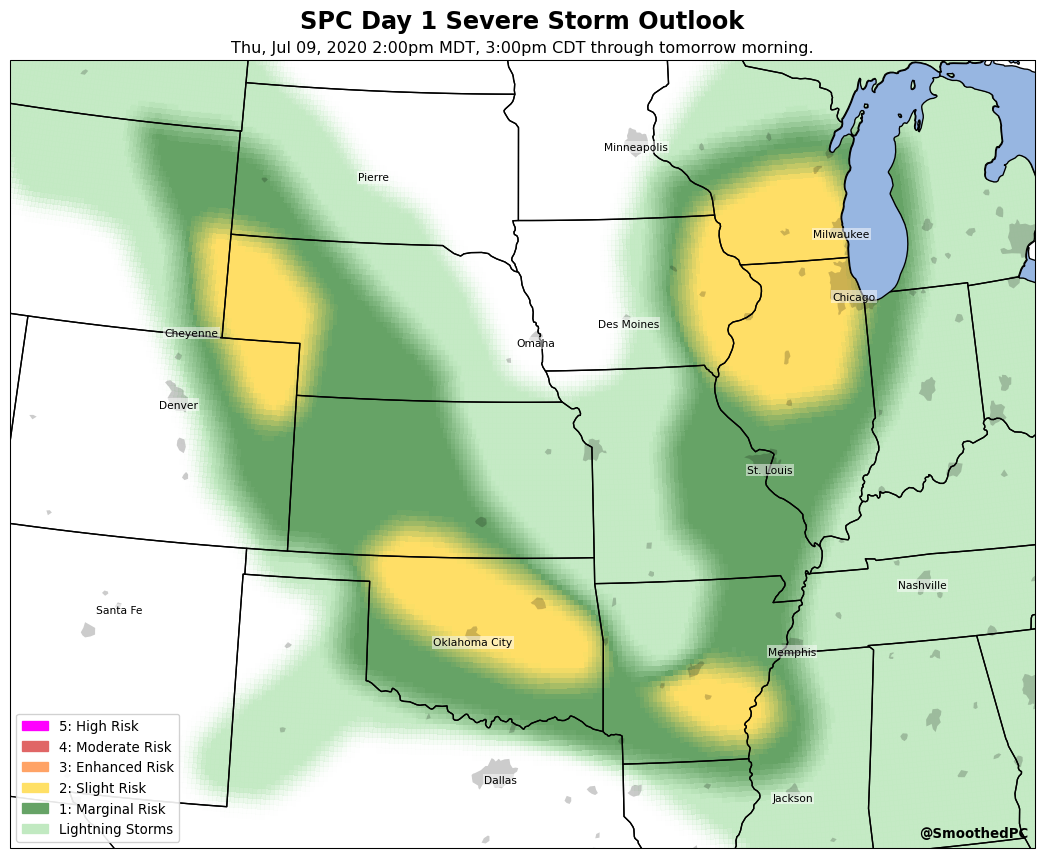 SPC Day 1 Severe Storm Outlook
Thu, Jul 09, 2020 2:00pm MDT, 3:00pm CDT through tomorrow morning.
Minneapolis
Pierre
Milwaukee
Chicago
Des Moines
Cheyenne
Omaha
Denver
St. Louis
Nashville
Santa Fe
Oklahoma City
Memphis
Dallas
Jackson
5: High Risk
4: Moderate Risk
3: Enhanced Risk
2: Slight Risk
1: Marginal Risk
Lightning Storms
@SmoothedPC